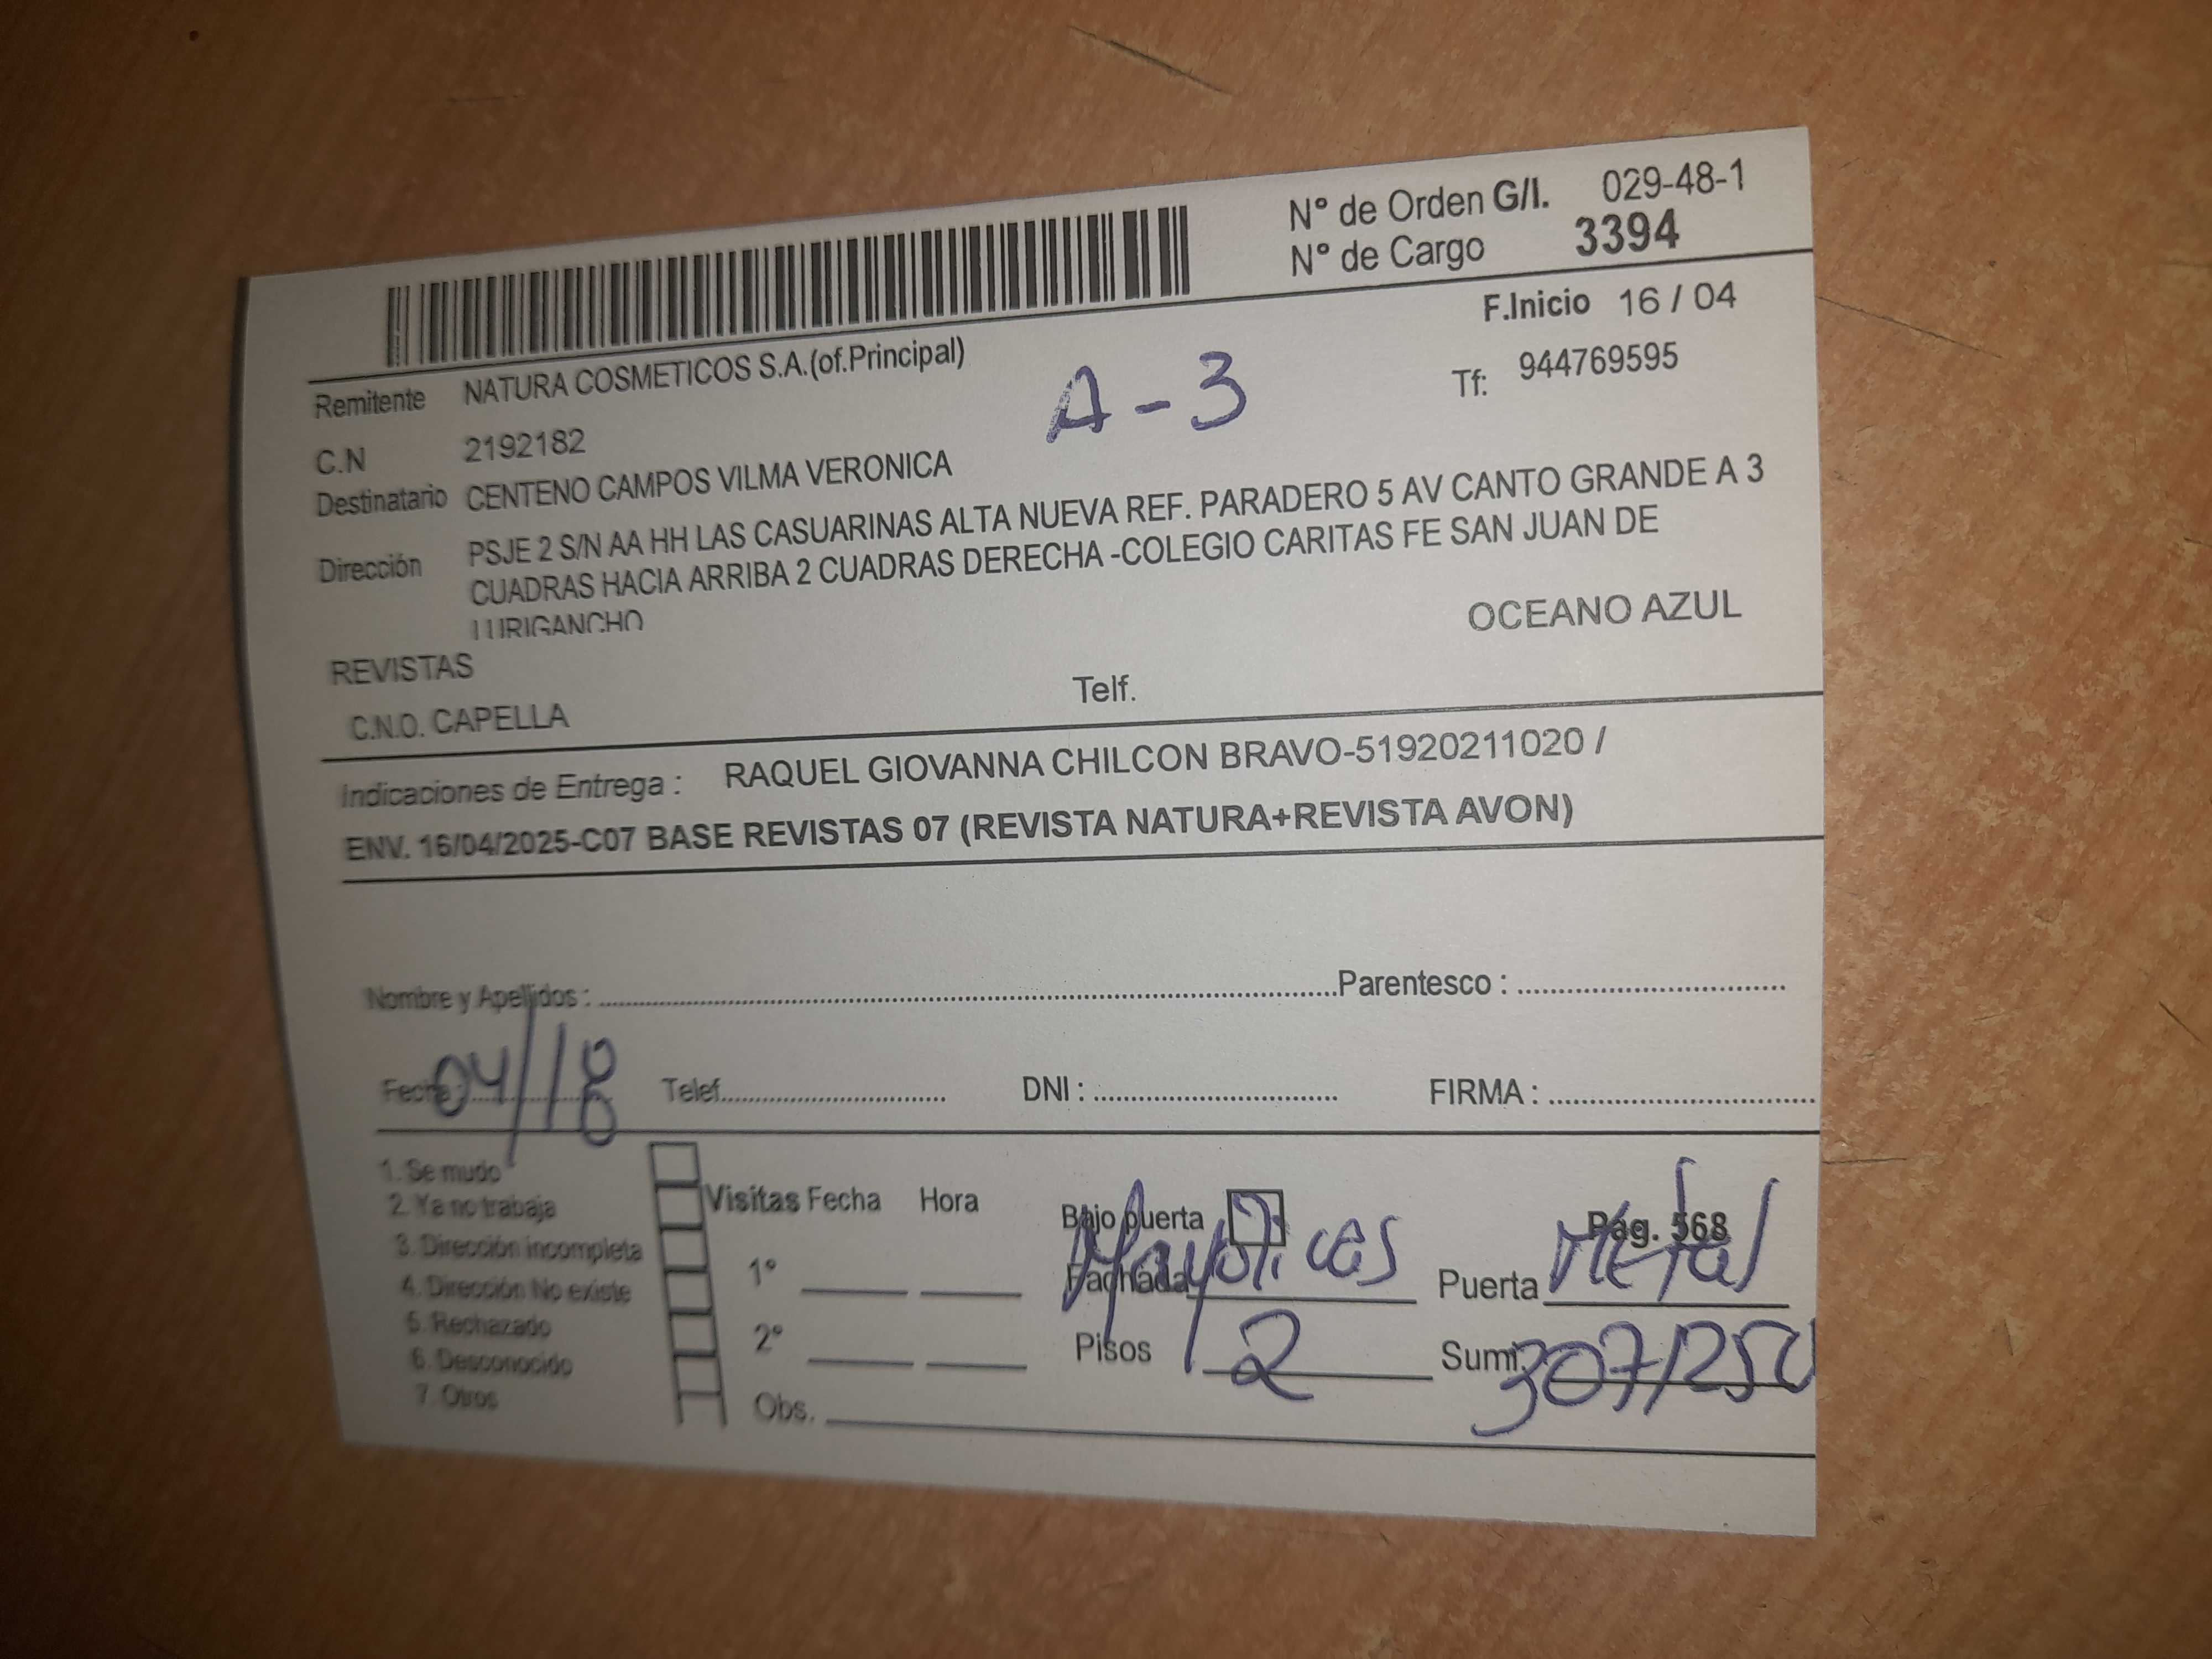 N° de Orden G/I. 029-48-1
N° de Cargo 3394
F.Inicio 16 / 04
Remitente NATURA COSMETICOS S.A.(of.Principal)
A-3
Tf: 944769595
C.N 2192182
Destinatario CENTENO CAMPOS VILMA VERONICA
Dirección PSJE 2 S/N AA HH LAS CASUARINAS ALTA NUEVA REF. PARADERO 5 AV CANTO GRANDE A 3
CUADRAS HACIA ARRIBA 2 CUADRAS DERECHA -COLEGIO CARITAS FE SAN JUAN DE
LURIGANCHO
OCEANO AZUL
REVISTAS
C.N.O. CAPELLA Telf.
Indicaciones de Entrega : RAQUEL GIOVANNA CHILCON BRAVO-51920211020 /
ENV. 16/04/2025-C07 BASE REVISTAS 07 (REVISTA NATURA+REVISTA AVON)
Nombre y Apellidos : Parentesco :
Fecha : 04/18 Telef. DNI : FIRMA :
1. Se mudo
2. Ya no trabaja
3. Dirección incompleta
4. Dirección No existe
5. Rechazado
6. Desconocido
7. Otros
Visitas Fecha Hora
1°
2°
Obs.
Bajo puerta Pág. 568
Fachada Mayolicas Puerta Metal
Pisos 2 Sumi. 307/250